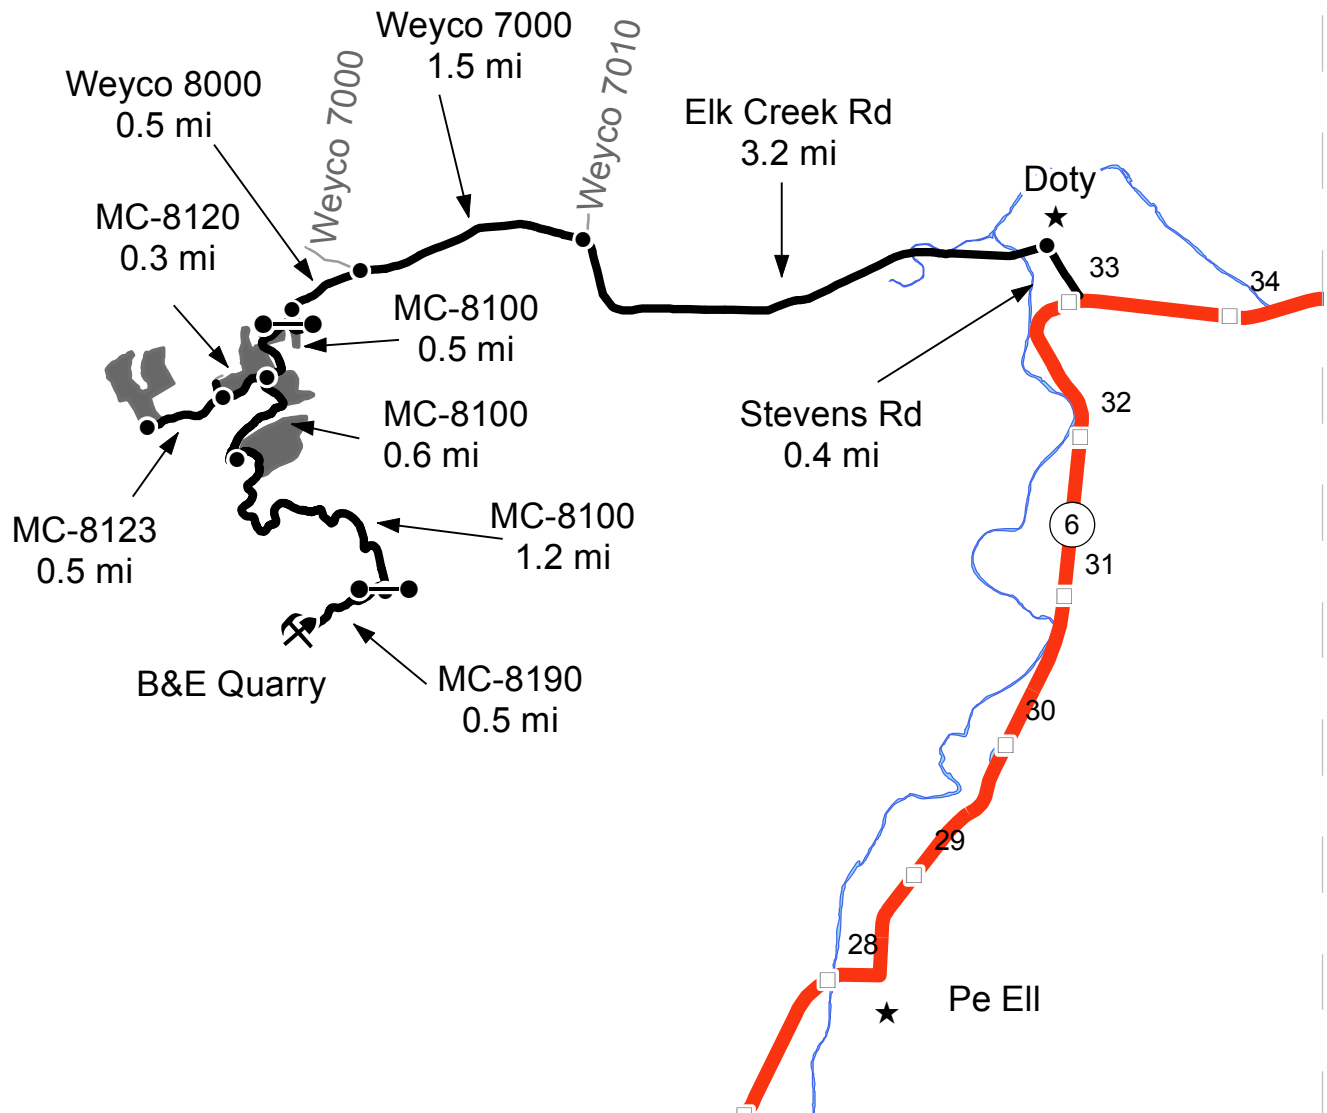 Weyco 7000
1.5 mi
Weyco 8000
0.5 mi
Weyco 7000
Weyco 7010
Elk Creek Rd
3.2 mi
Doty
MC-8120
0.3 mi
33
34
MC-8100
0.5 mi
Stevens Rd
0.4 mi
32
MC-8100
0.6 mi
MC-8123
0.5 mi
MC-8100
1.2 mi
6
31
B&E Quarry
MC-8190
0.5 mi
30
29
28
Pe Ell